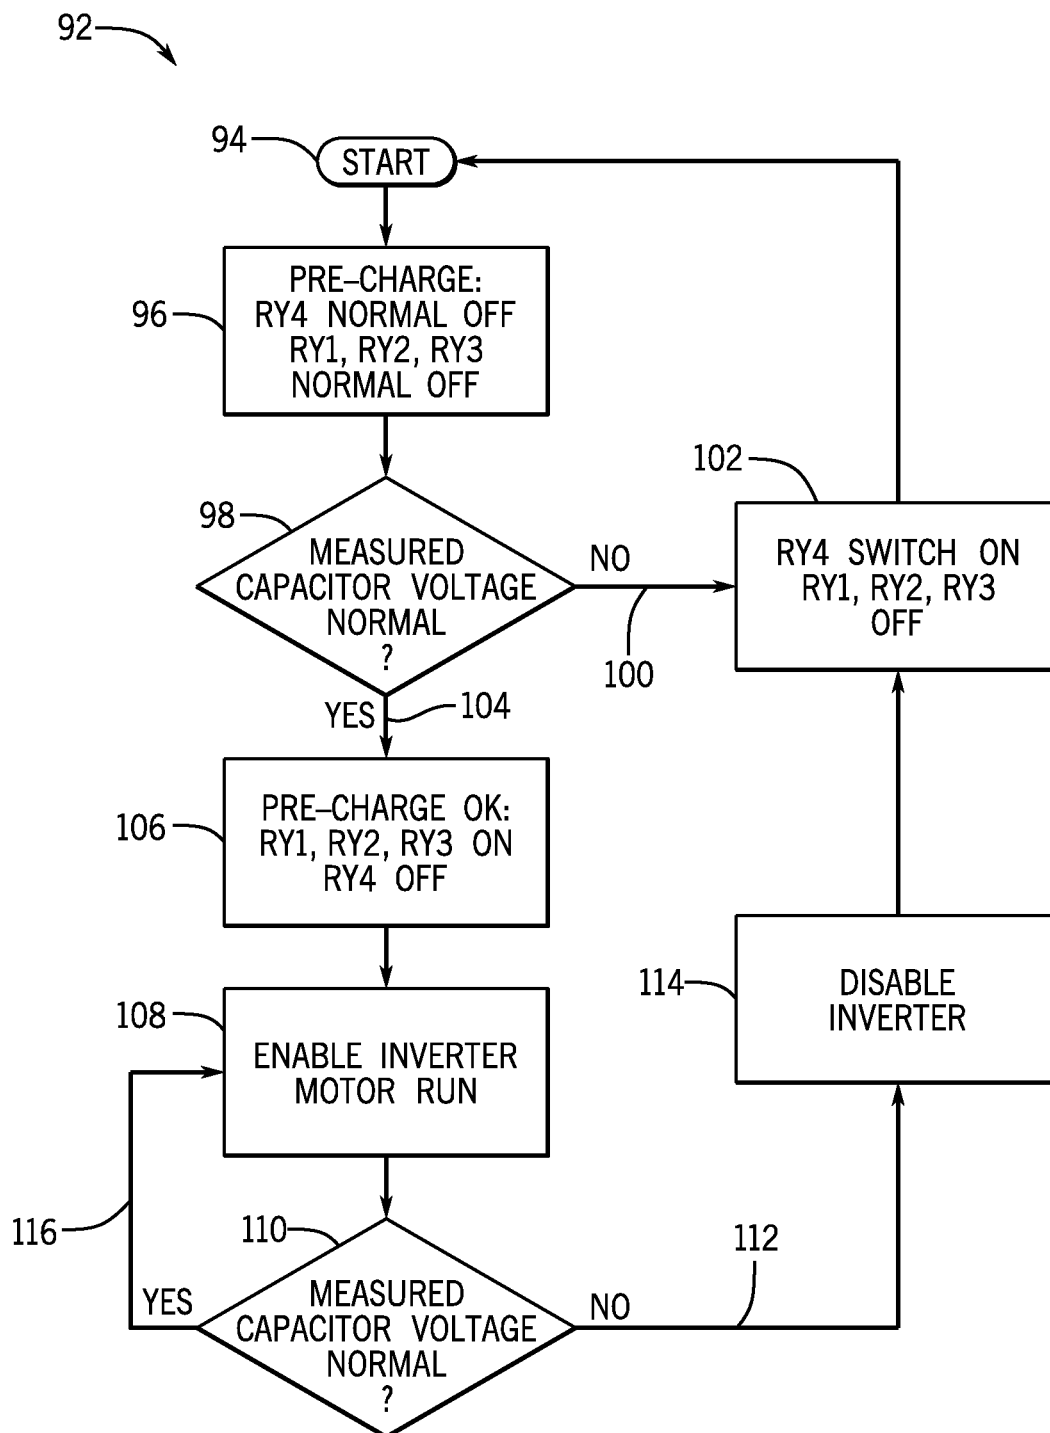 92
94
START
96
PRE-CHARGE:
RY4 NORMAL OFF
RY1, RY2, RY3
NORMAL OFF
98
MEASURED
CAPACITOR VOLTAGE
NORMAL
?
NO
100
102
RY4 SWITCH ON
RY1, RY2, RY3
OFF
YES
104
106
PRE-CHARGE OK:
RY1, RY2, RY3 ON
RY4 OFF
108
ENABLE INVERTER
MOTOR RUN
114
DISABLE
INVERTER
116
110
MEASURED
CAPACITOR VOLTAGE
NORMAL
?
YES
NO
112